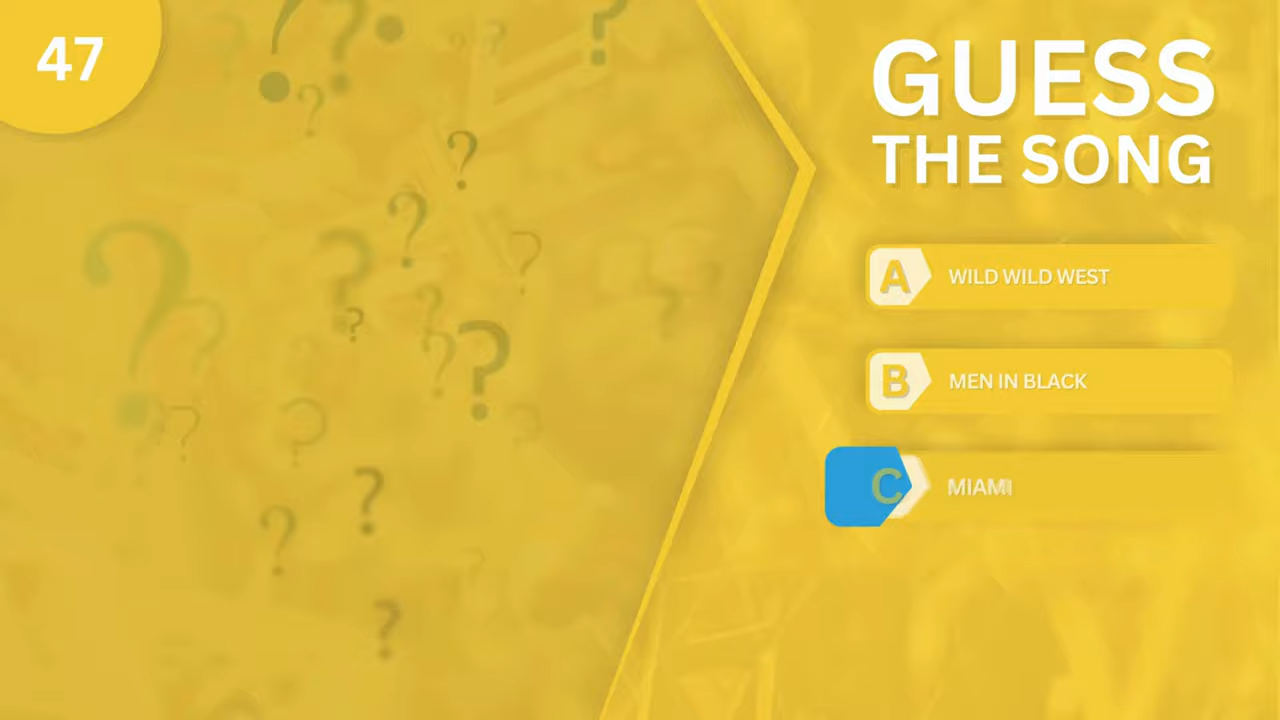 47
GUESS
THE SONG
A WILD WILD WEST
B MEN IN BLACK
C MIAMI